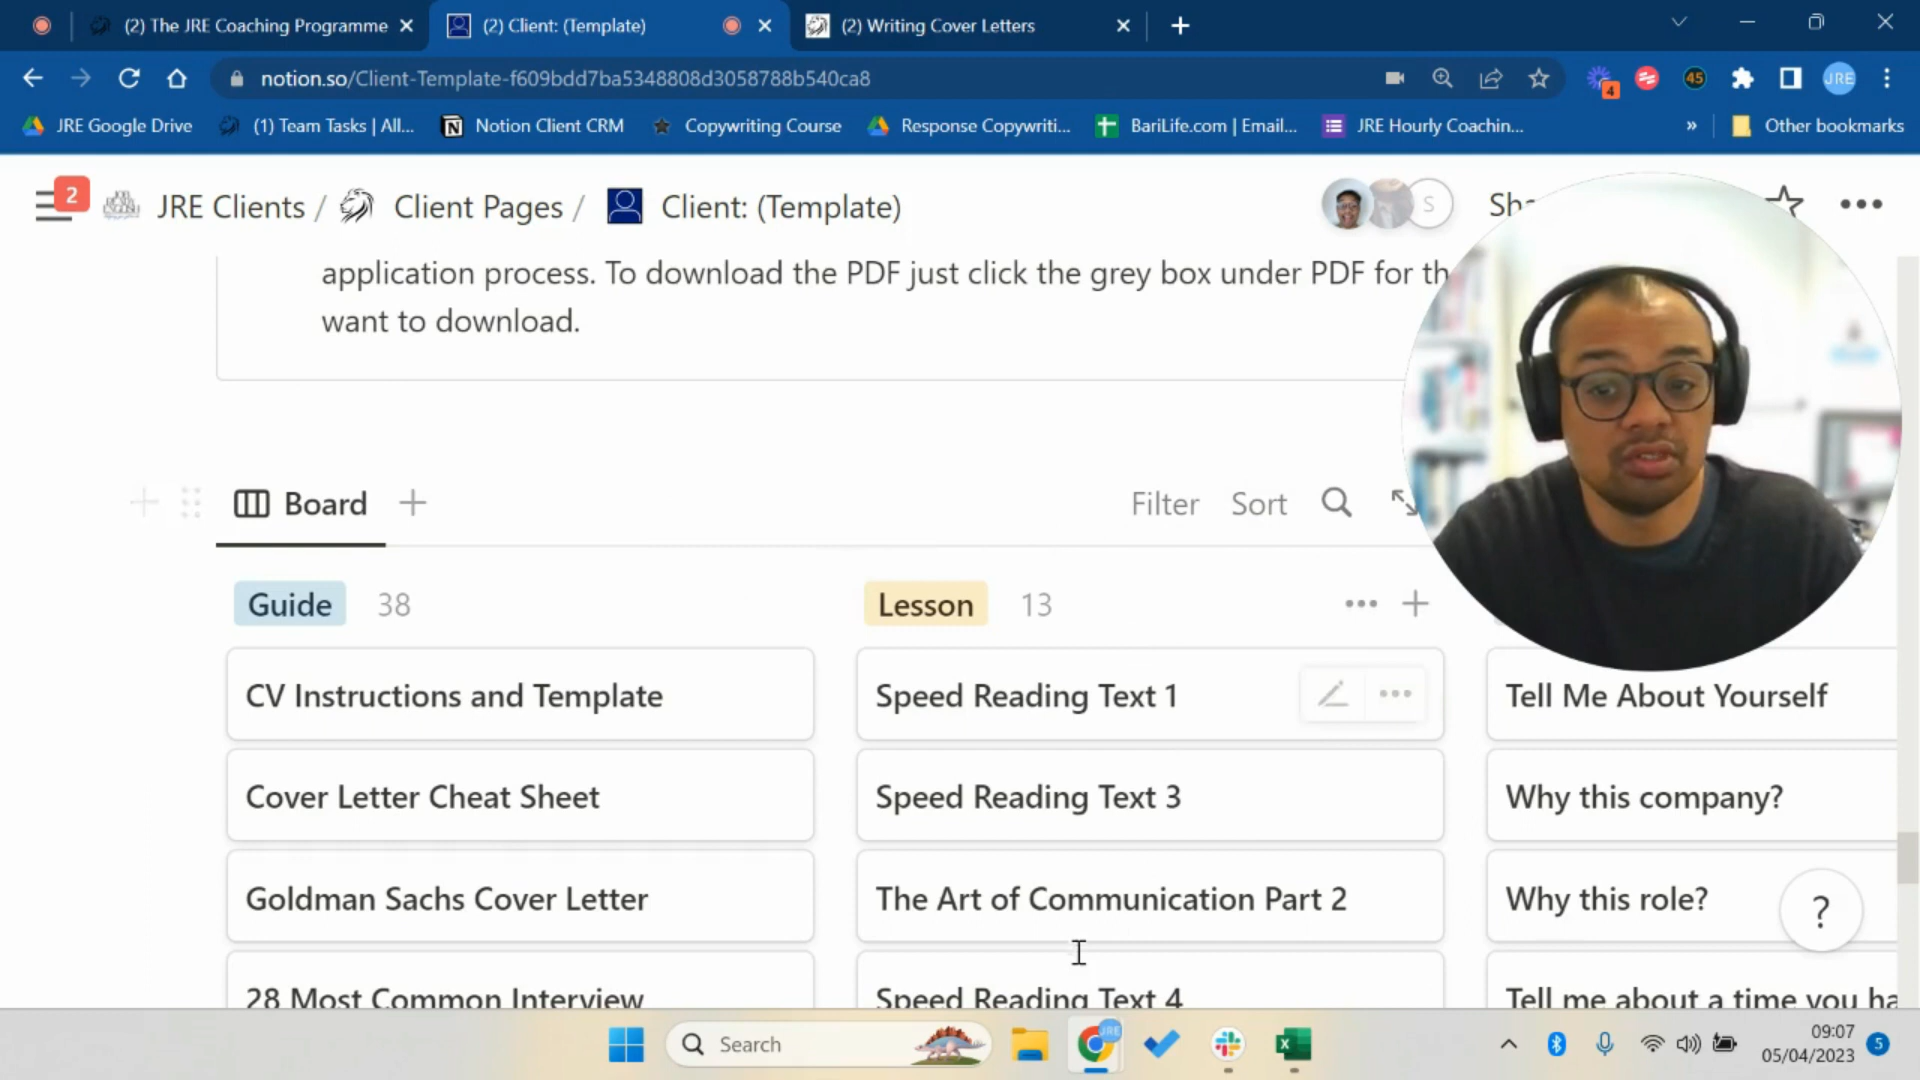 (2) The JRE Coaching Programme
(2) Client: (Template)
(2) Writing Cover Letters
notion.so/Client-Template-f609bdd7ba5348808d3058788b540ca8
4
45
JRE
JRE Google Drive
(1) Team Tasks | All...
Notion Client CRM
Copywriting Course
Response Copywriti...
BariLife.com | Email...
JRE Hourly Coachin...
»
Other bookmarks
2
JRE Clients / Client Pages / Client: (Template)
S
Sha
application process. To download the PDF just click the grey box under PDF for th
want to download.
Board
Filter
Sort
Guide 38
Lesson 13
CV Instructions and Template
Speed Reading Text 1
Tell Me About Yourself
Cover Letter Cheat Sheet
Speed Reading Text 3
Why this company?
Goldman Sachs Cover Letter
The Art of Communication Part 2
Why this role?
?
28 Most Common Interview
Speed Reading Text 4
Tell me about a time you ha
Search
JRE
09:07
05/04/2023
5